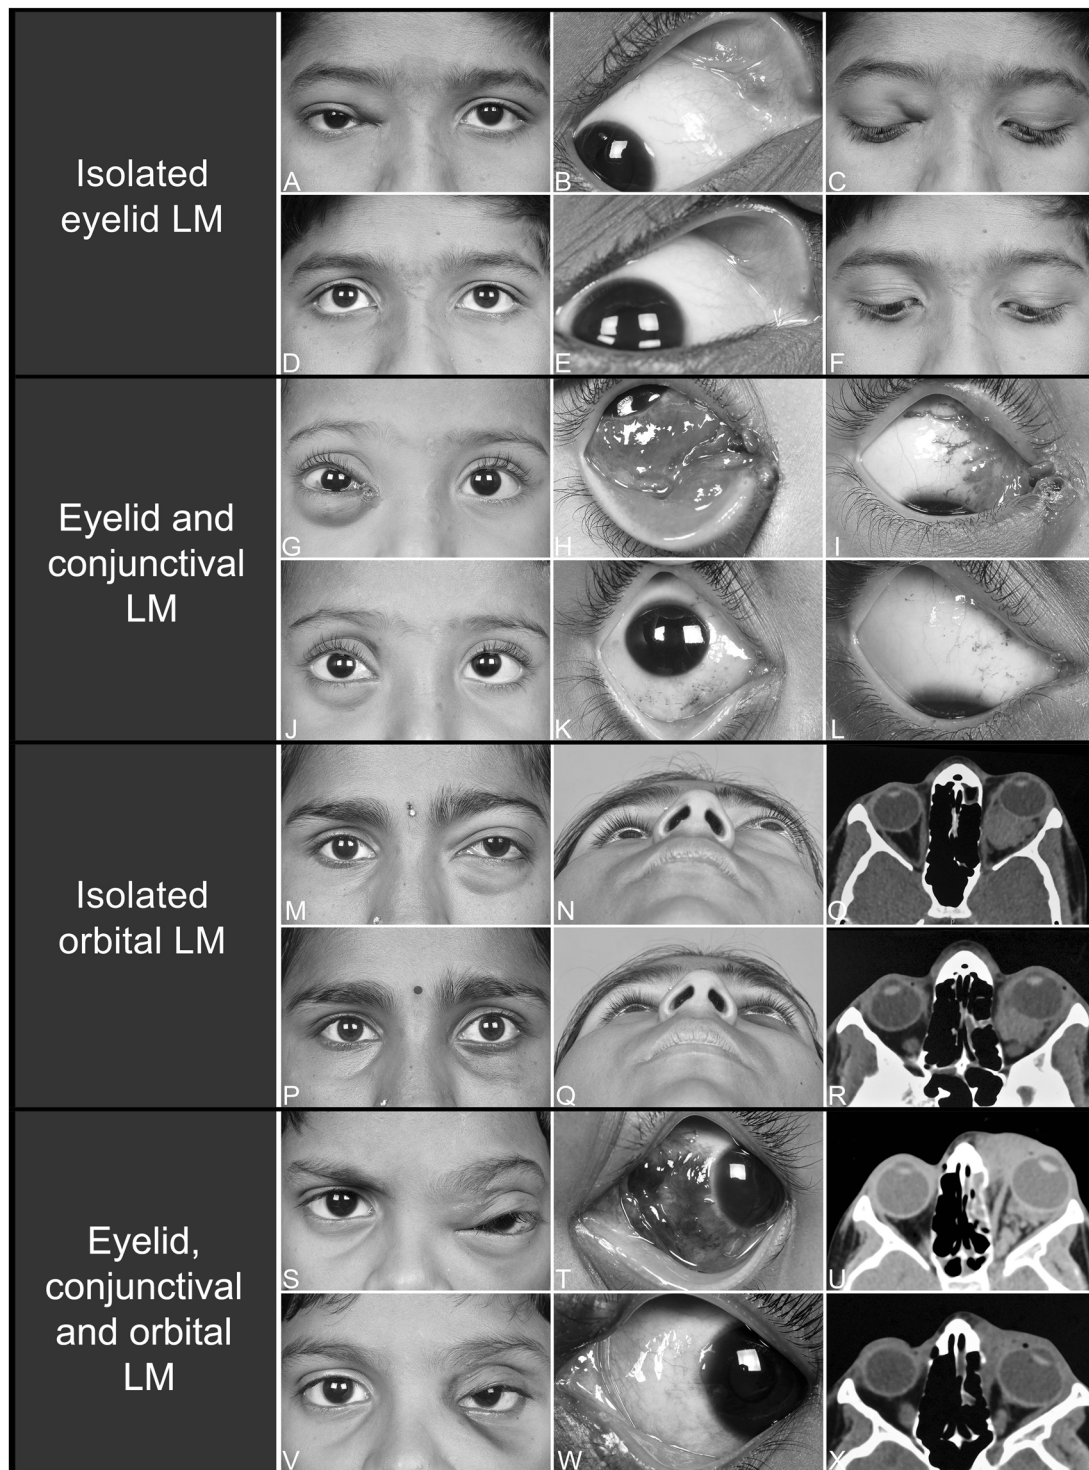 Isolated
eyelid LM
A
B
C
D
E
F
Eyelid and
conjunctival
LM
G
H
I
J
K
L
Isolated
orbital LM
M
N
O
P
Q
R
Eyelid,
conjunctival
and orbital
LM
S
T
U
V
W
X